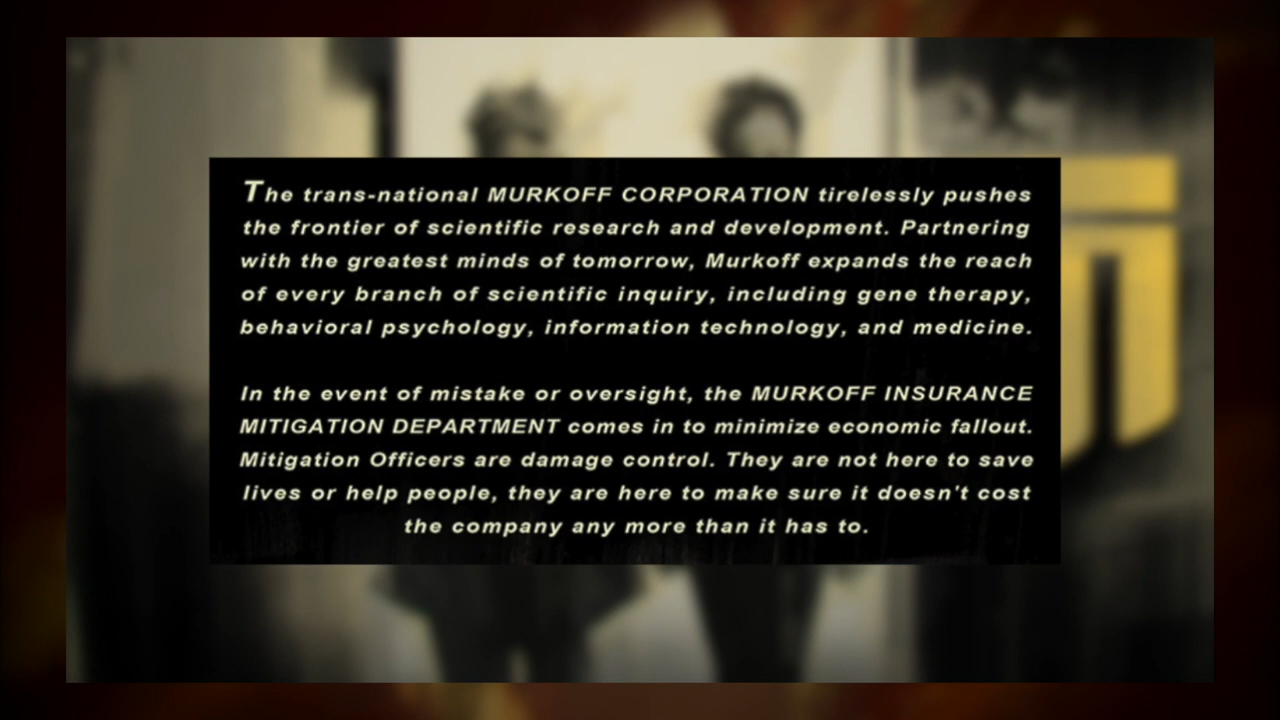 The trans-national MURKOFF CORPORATION tirelessly pushes
the frontier of scientific research and development. Partnering
with the greatest minds of tomorrow, Murkoff expands the reach
of every branch of scientific inquiry, including gene therapy,
behavioral psychology, information technology, and medicine.
In the event of mistake or oversight, the MURKOFF INSURANCE
MITIGATION DEPARTMENT comes in to minimize economic fallout.
Mitigation Officers are damage control. They are not here to save
lives or help people, they are here to make sure it doesn't cost
the company any more than it has to.